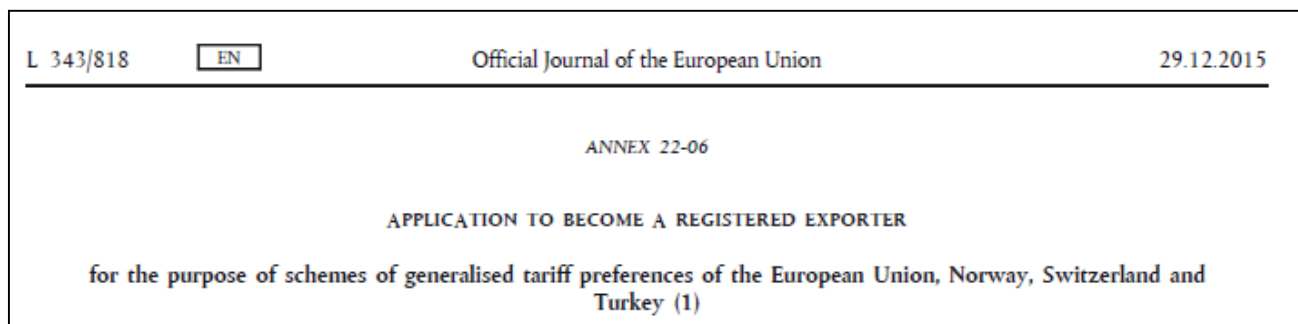 L 343/818 EN Official Journal of the European Union 29.12.2015
ANNEX 22-06
APPLICATION TO BECOME A REGISTERED EXPORTER
for the purpose of schemes of generalised tariff preferences of the European Union, Norway, Switzerland and
Turkey (1)